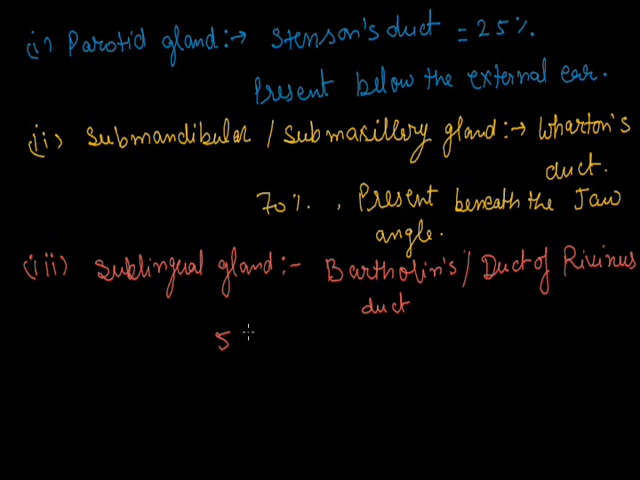 (i) Parotid gland :→ Stenson's duct = 25%.
Present below the external ear.
(ii) Submandibular / Submaxillary gland :→ Wharton's
duct.
70%. Present beneath the Jaw
angle.
(iii) Sublingual gland :- Bartholin's / Duct of Rivinus
duct
5